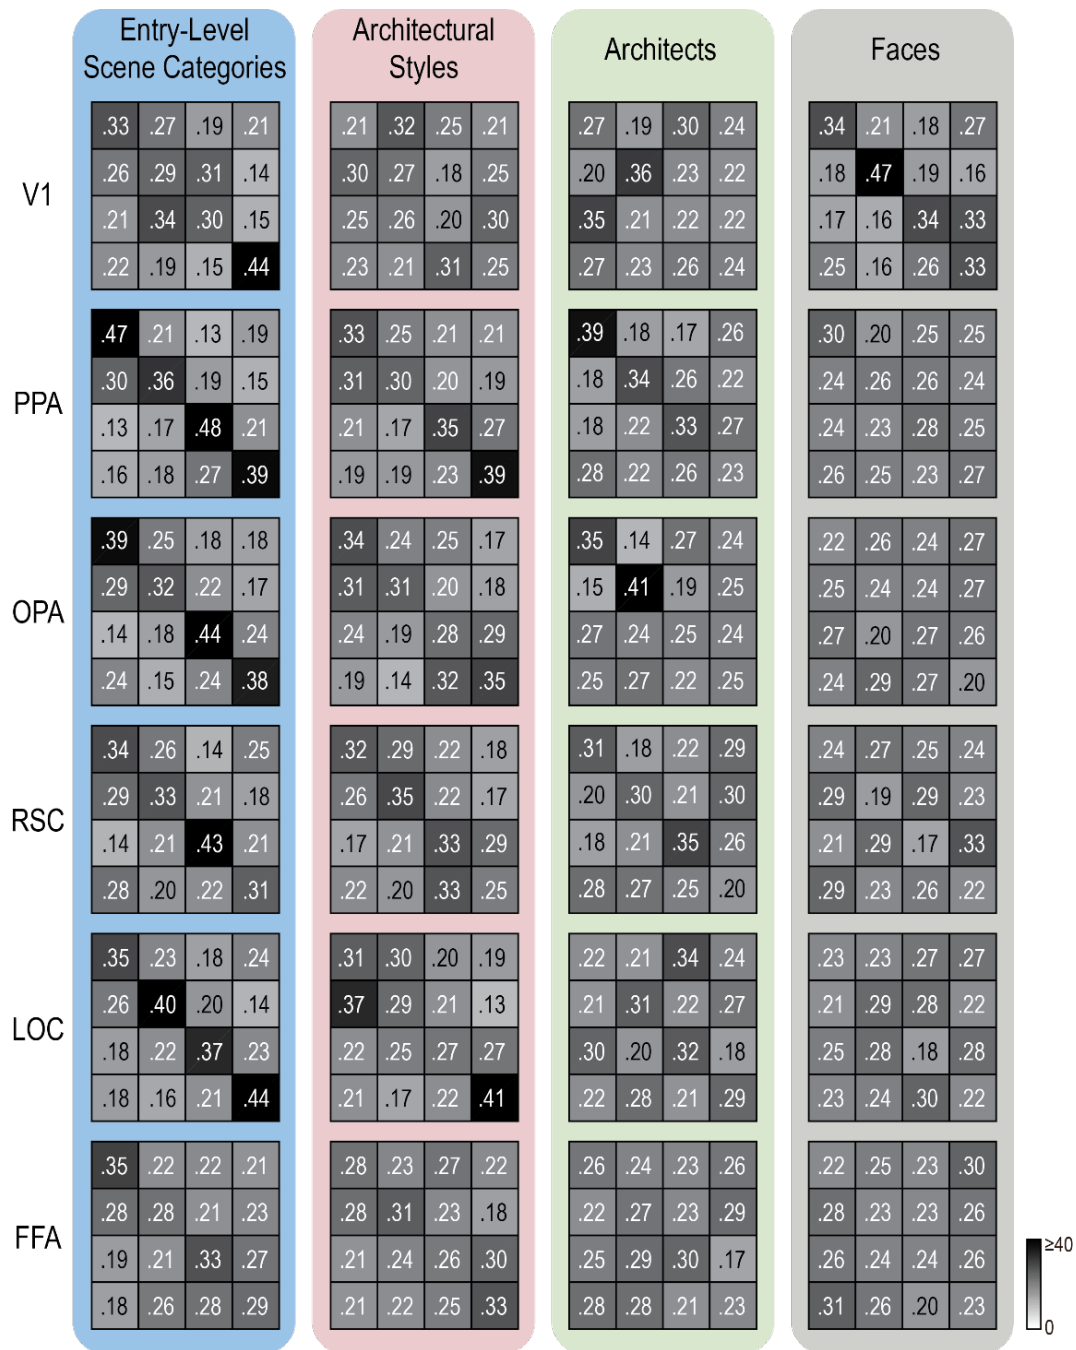 Entry-Level
Scene Categories
Architectural
Styles
Architects
Faces
V1
.33 .27 .19 .21 .21 .32 .25 .21 .27 .19 .30 .24 .34 .21 .18 .27
.26 .29 .31 .14 .30 .27 .18 .25 .20 .36 .23 .22 .18 .47 .19 .16
.21 .34 .30 .15 .25 .26 .20 .30 .35 .21 .22 .22 .17 .16 .34 .33
.22 .19 .15 .44 .23 .21 .31 .25 .27 .23 .26 .24 .25 .16 .26 .33
PPA
.47 .21 .13 .19 .33 .25 .21 .21 .39 .18 .17 .26 .30 .20 .25 .25
.30 .36 .19 .15 .31 .30 .20 .19 .18 .34 .26 .22 .24 .26 .26 .24
.13 .17 .48 .21 .21 .17 .35 .27 .18 .22 .33 .27 .24 .23 .28 .25
.16 .18 .27 .39 .19 .19 .23 .39 .28 .22 .26 .23 .26 .25 .23 .27
OPA
.39 .25 .18 .18 .34 .24 .25 .17 .35 .14 .27 .24 .22 .26 .24 .27
.29 .32 .22 .17 .31 .31 .20 .18 .15 .41 .19 .25 .25 .24 .24 .27
.14 .18 .44 .24 .24 .19 .28 .29 .27 .24 .25 .24 .27 .20 .27 .26
.24 .15 .24 .38 .19 .14 .32 .35 .25 .27 .22 .25 .24 .29 .27 .20
RSC
.34 .26 .14 .25 .32 .29 .22 .18 .31 .18 .22 .29 .24 .27 .25 .24
.29 .33 .21 .18 .26 .35 .22 .17 .20 .30 .21 .30 .29 .19 .29 .23
.14 .21 .43 .21 .17 .21 .33 .29 .18 .21 .35 .26 .21 .29 .17 .33
.28 .20 .22 .31 .22 .20 .33 .25 .28 .27 .25 .20 .29 .23 .26 .22
LOC
.35 .23 .18 .24 .31 .30 .20 .19 .22 .21 .34 .24 .23 .23 .27 .27
.26 .40 .20 .14 .37 .29 .21 .13 .21 .31 .22 .27 .21 .29 .28 .22
.18 .22 .37 .23 .22 .25 .27 .27 .30 .20 .32 .18 .25 .28 .18 .28
.18 .16 .21 .44 .21 .17 .22 .41 .22 .28 .21 .29 .23 .24 .30 .22
FFA
.35 .22 .22 .21 .28 .23 .27 .22 .26 .24 .23 .26 .22 .25 .23 .30
.28 .28 .21 .23 .28 .31 .23 .18 .22 .27 .23 .29 .28 .23 .23 .26
.19 .21 .33 .27 .21 .24 .26 .30 .25 .29 .30 .17 .26 .24 .24 .26
.18 .26 .28 .29 .21 .22 .25 .33 .28 .28 .21 .23 .31 .26 .20 .23
≥40
0